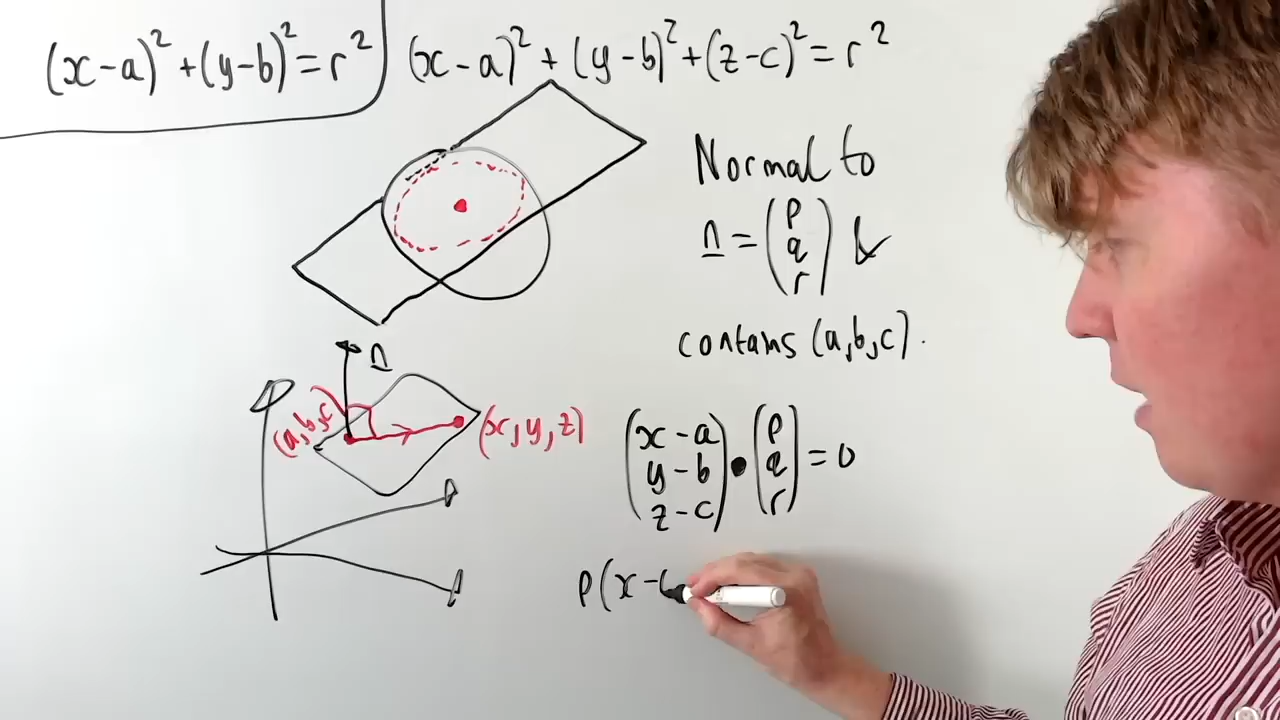 (x-a)² + (y-b)² = r²
(x-a)² + (y-b)² + (z-c)² = r²
Normal to
n = (p q r) &
contains (a,b,c).
n
(a,b,c)
(x,y,z)
(x-a y-b z-c) • (p q r) = 0
p(x-